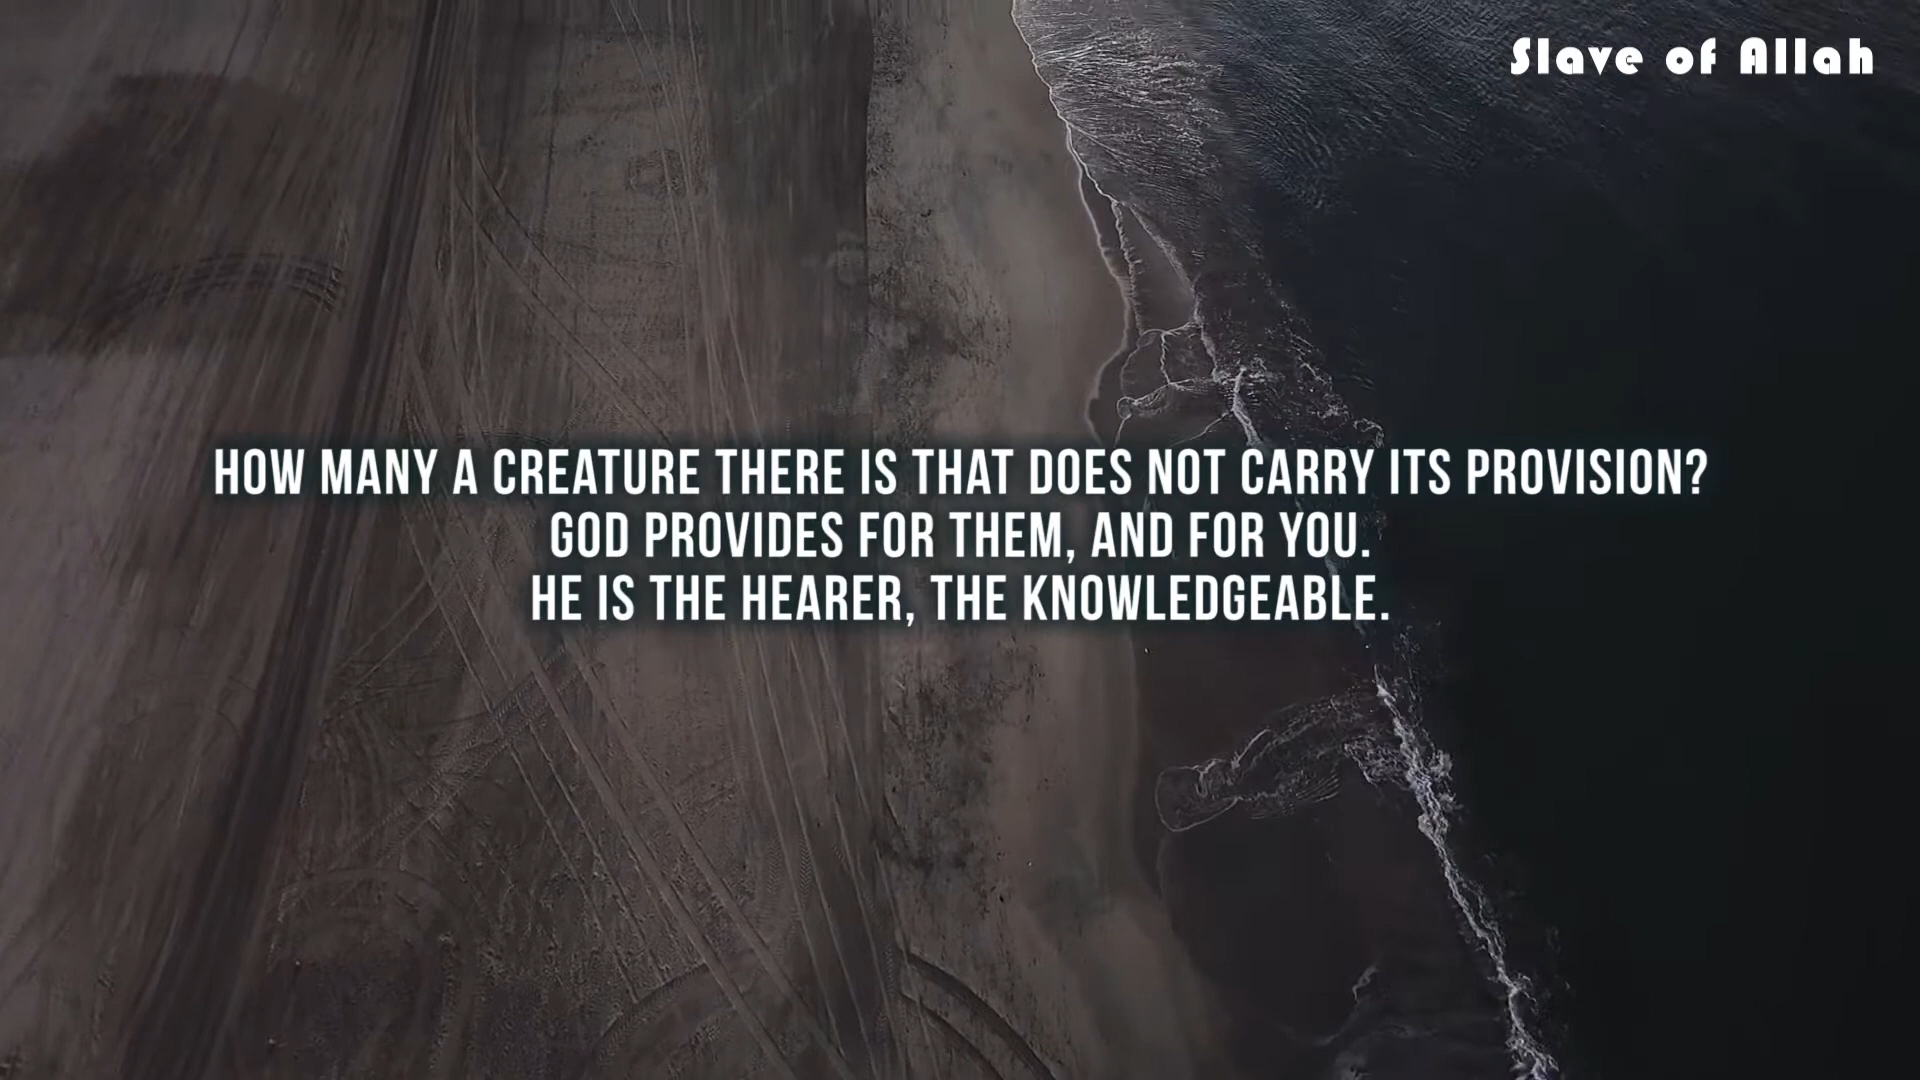 Slave of Allah
HOW MANY A CREATURE THERE IS THAT DOES NOT CARRY ITS PROVISION?
GOD PROVIDES FOR THEM, AND FOR YOU.
HE IS THE HEARER, THE KNOWLEDGEABLE.